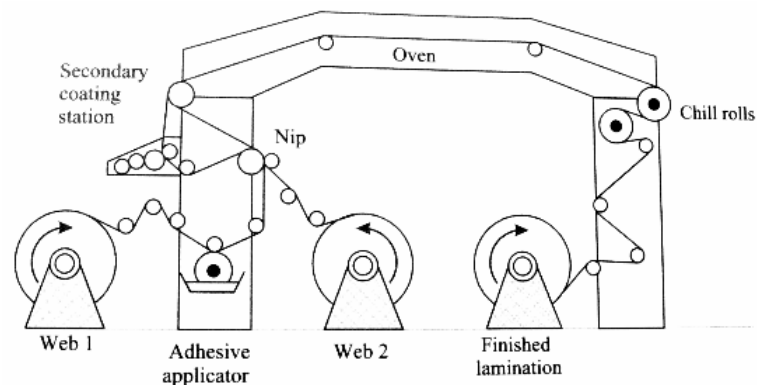 Oven
Secondary
coating
station
Chill rolls
Nip
Web 1
Adhesive
applicator
Web 2
Finished
lamination